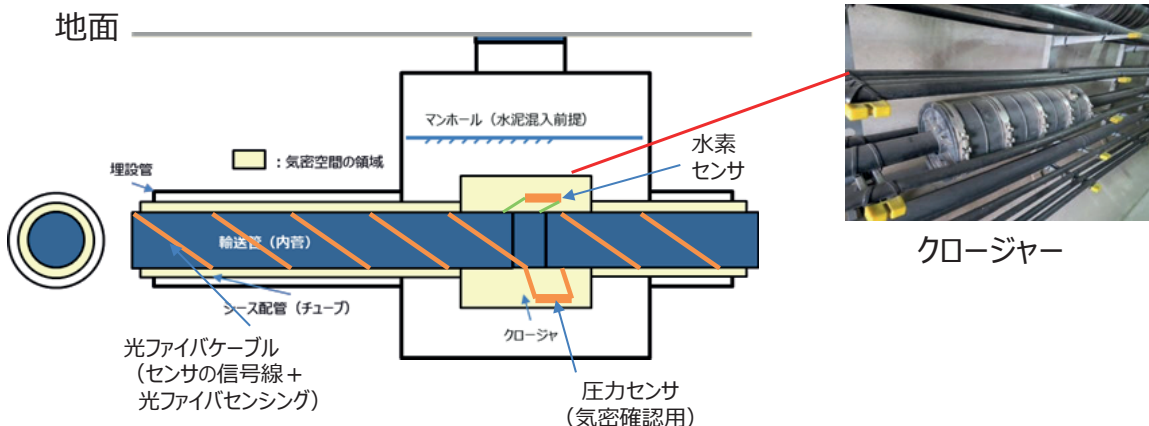 地面
マンホール（水泥混入前提）
：気密空間の領域
水素
センサ
埋設管
輸送管（内菅）
シース配管（チューブ）
クロージャ
光ファイバケーブル
（センサの信号線＋
光ファイバセンシング）
圧力センサ
（気密確認用）
クロージャー